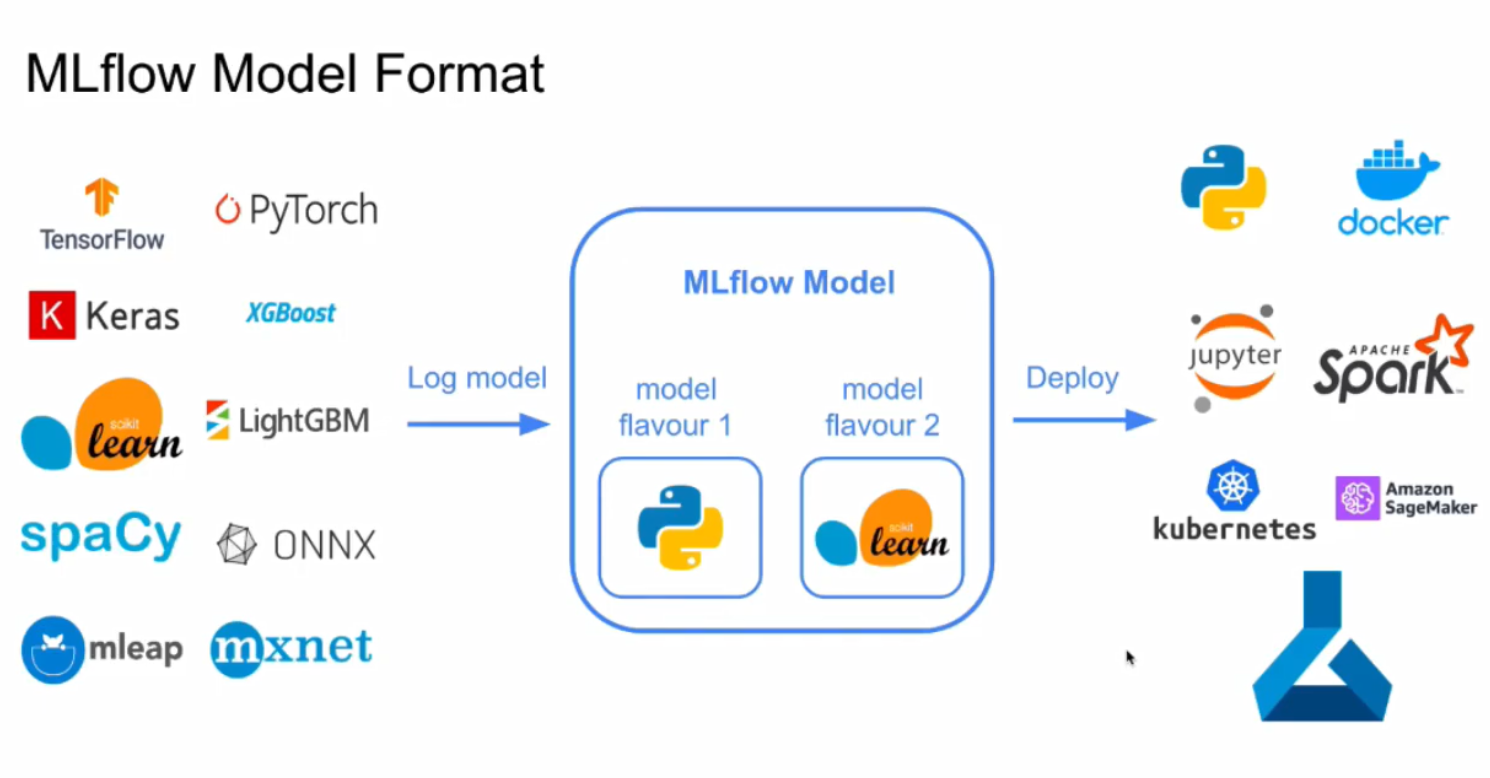 MLflow Model Format
TensorFlow
PyTorch
K Keras
XGBoost
scikit
learn
LightGBM
spaCy
ONNX
mleap
mxnet
Log model
MLflow Model
model
flavour 1
model
flavour 2
scikit
learn
Deploy
docker
jupyter
APACHE
Spark
kubernetes
Amazon
SageMaker